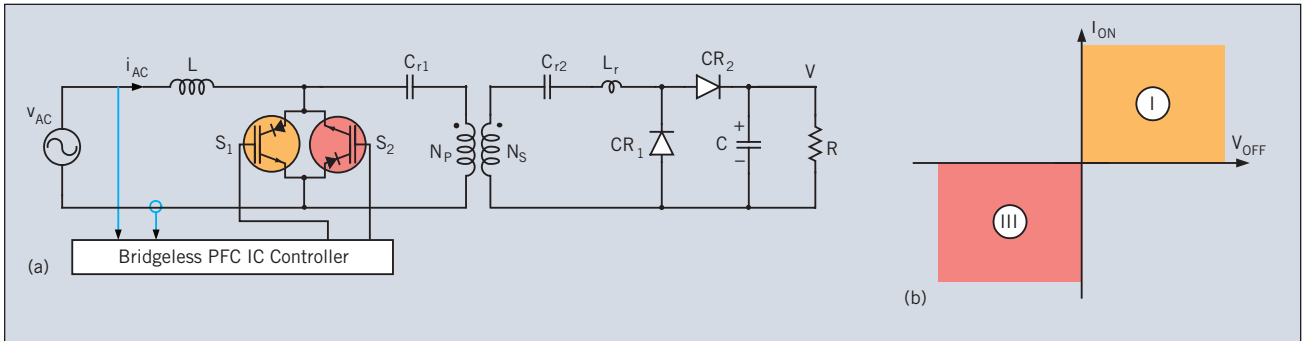 i_AC
L
C_r1
C_r2
L_r
CR_2
V
v_AC
S_1
S_2
N_P
N_S
CR_1
C
+
−
R
Bridgeless PFC IC Controller
(a)
I_ON
I
V_OFF
III
(b)